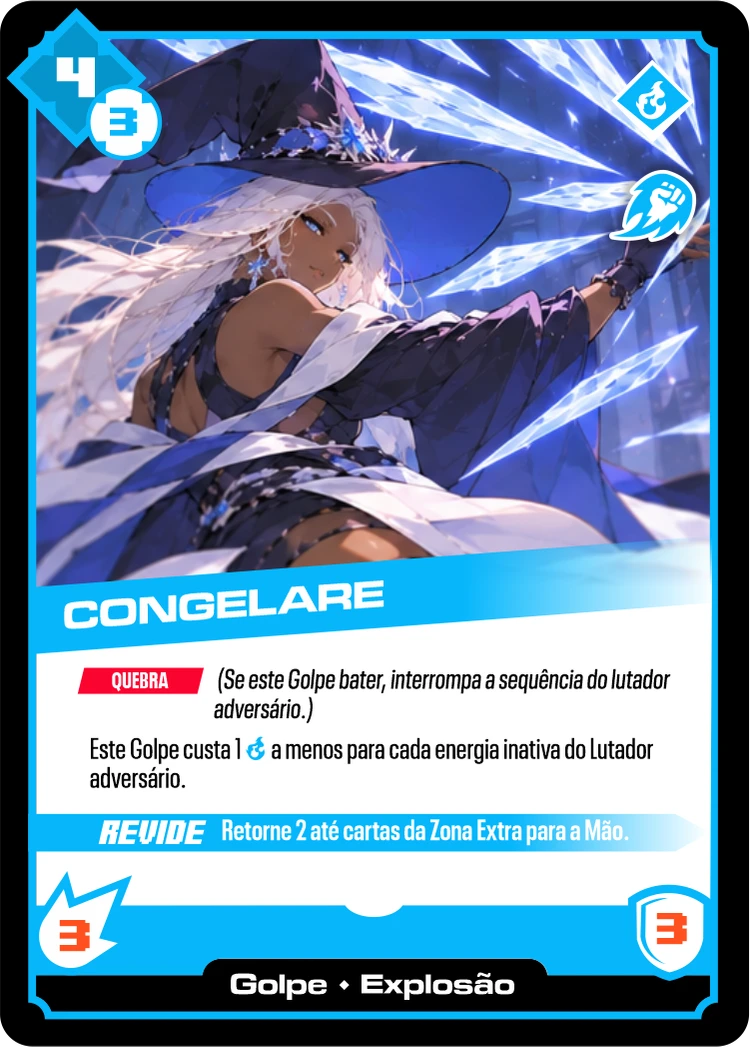 4
3
CONGELARE
QUEBRA (Se este Golpe bater, interrompa a sequência do lutador
adversário.)
Este Golpe custa 1 a menos para cada energia inativa do Lutador
adversário.
REVIDE Retorne 2 até cartas da Zona Extra para a Mão.
3
3
Golpe • Explosão